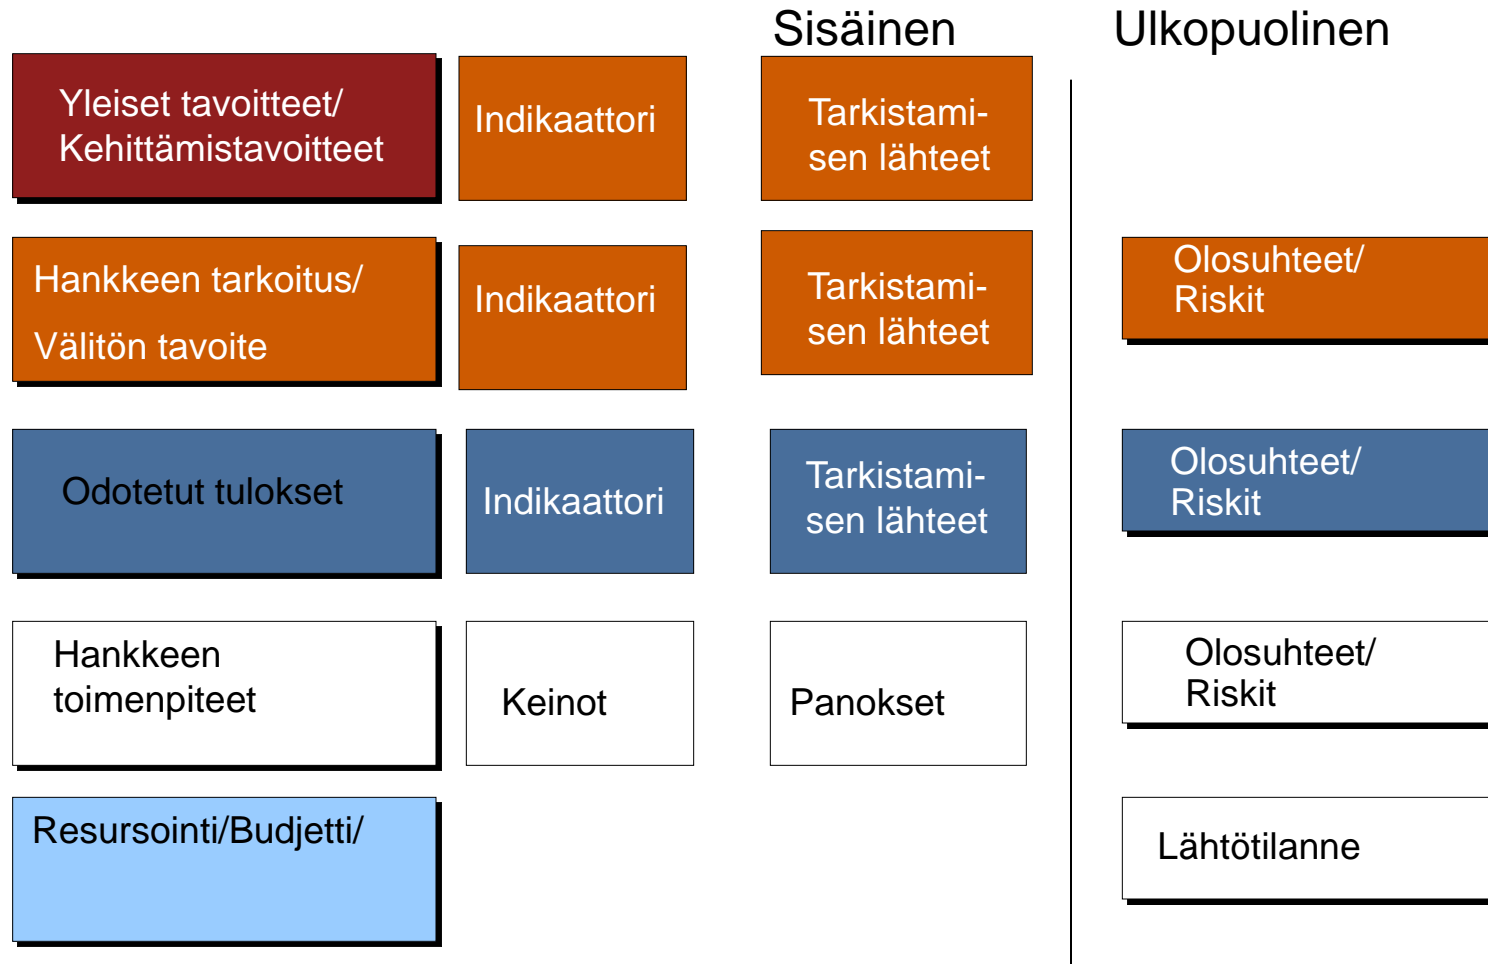 Sisäinen
Ulkopuolinen
Yleiset tavoitteet/
Kehittämistavoitteet
Indikaattori
Tarkistami-
sen lähteet
Hankkeen tarkoitus/
Välitön tavoite
Indikaattori
Tarkistami-
sen lähteet
Olosuhteet/
Riskit
Odotetut tulokset
Indikaattori
Tarkistami-
sen lähteet
Olosuhteet/
Riskit
Hankkeen
toimenpiteet
Keinot
Panokset
Olosuhteet/
Riskit
Resursointi/Budjetti/
Lähtötilanne